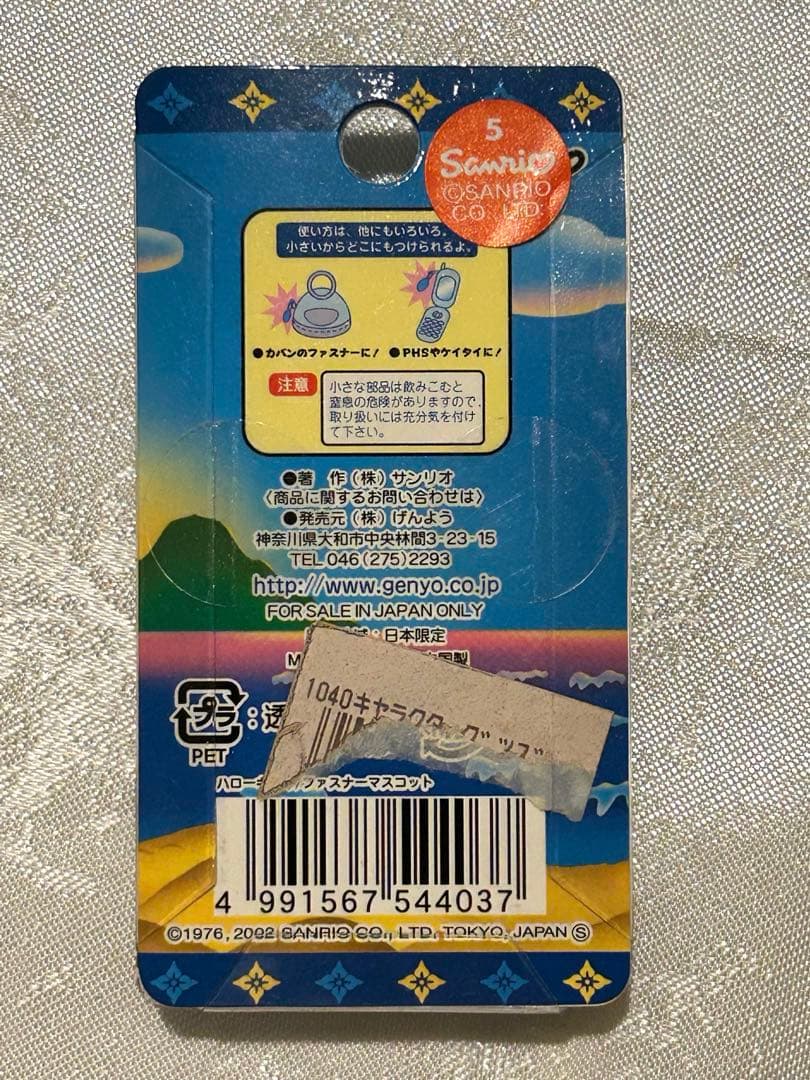 5
Sanrio
©SANRIO
CO. LTD.
使い方は、他にもいろいろ。
小さいからどこにもつけられるよ。
●カバンのファスナーに! ●PHSやケイタイに!
注意
小さな部品は飲みこむと
窒息の危険がありますので、
取り扱いには充分気を付け
て下さい。
●著 作(株)サンリオ
〈商品に関するお問い合わせは〉
●発売元(株)げんよう
神奈川県大和市中央林間3-23-15
TEL 046(275)2293
http://www.genyo.co.jp
FOR SALE IN JAPAN ONLY
:日本限定
国製
1040キャラクターグッズ
プラ:透
PET
ハローキ ファスナーマスコット
4 991567 544037
©1976, 2002 SANRIO CO., LTD. TOKYO, JAPAN Ⓢ